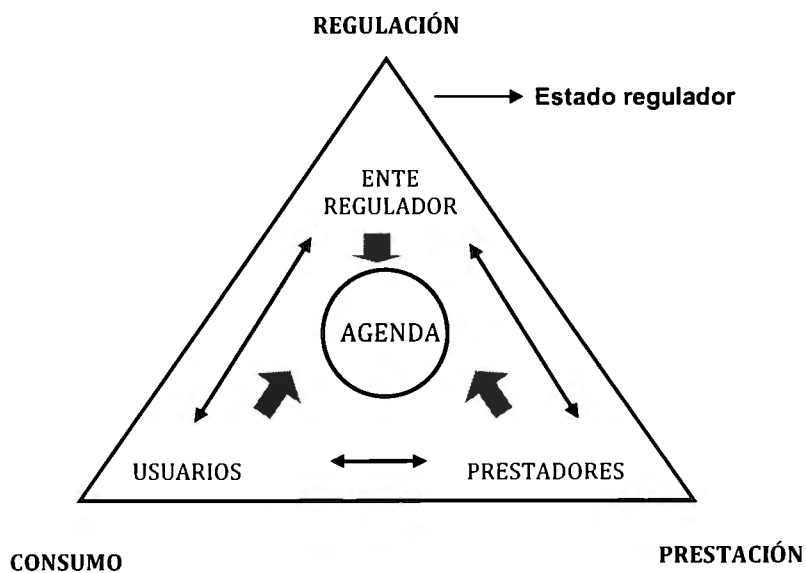 REGULACIÓN
Estado regulador
ENTE
REGULADOR
AGENDA
USUARIOS
PRESTADORES
CONSUMO
PRESTACIÓN